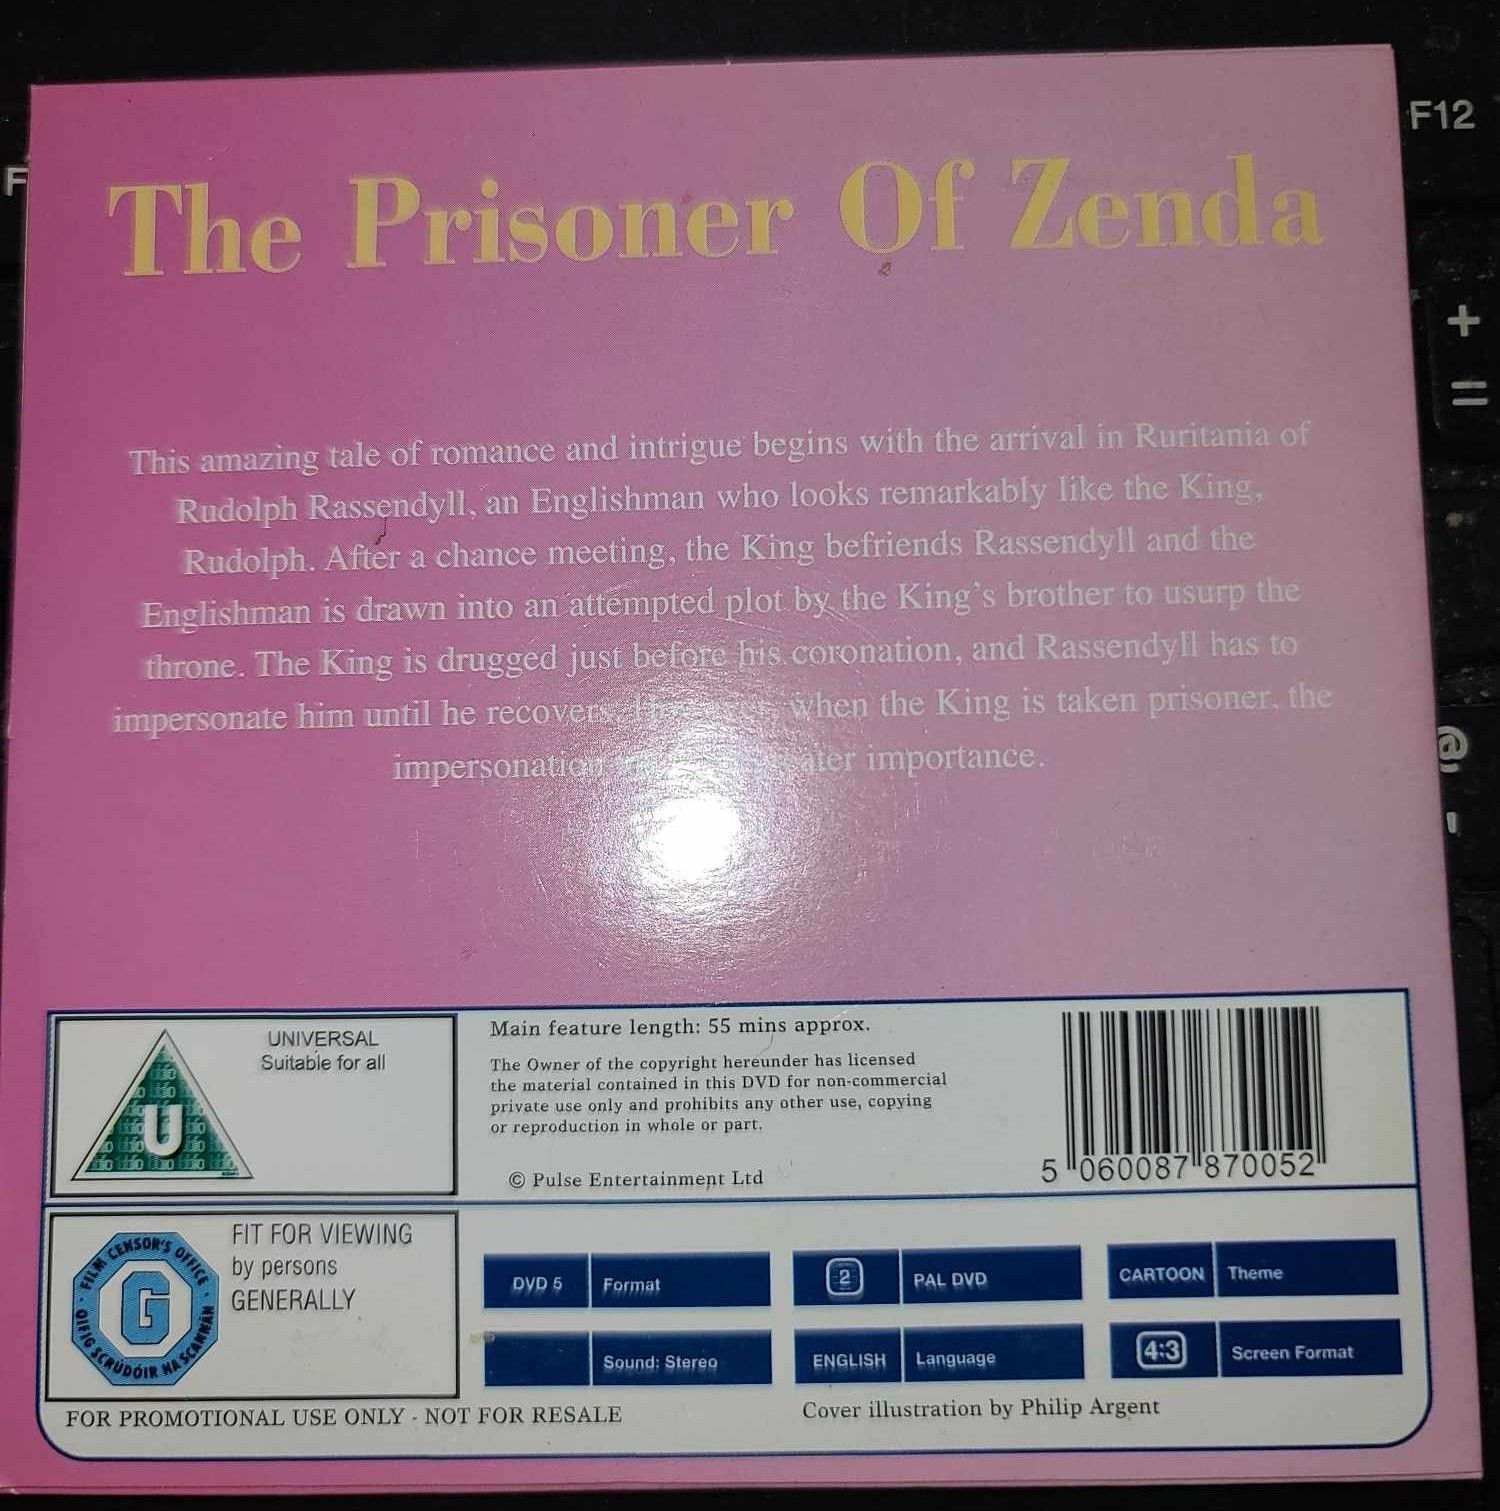 F12
F
The Prisoner Of Zenda
+
=
This amazing tale of romance and intrigue begins with the arrival in Ruritania of
Rudolph Rassendyll, an Englishman who looks remarkably like the King,
Rudolph. After a chance meeting, the King befriends Rassendyll and the
Englishman is drawn into an attempted plot by the King's brother to usurp the
throne. The King is drugged just before his coronation, and Rassendyll has to
impersonate him until he recovers. when the King is taken prisoner, the
impersonation importance.
@
'
UNIVERSAL
Suitable for all
U
Main feature length: 55 mins approx.
The Owner of the copyright hereunder has licensed
the material contained in this DVD for non-commercial
private use only and prohibits any other use, copying
or reproduction in whole or part.
© Pulse Entertainment Ltd
5 060087 870052
FILM CENSOR'S OFFICE
G
OIFIG SCRÚDÓIR NA SCANNÁN
FIT FOR VIEWING
by persons
GENERALLY
DVD 5 Format
2 PAL DVD
CARTOON Theme
Sound: Stereo
ENGLISH Language
4:3 Screen Format
FOR PROMOTIONAL USE ONLY - NOT FOR RESALE
Cover illustration by Philip Argent